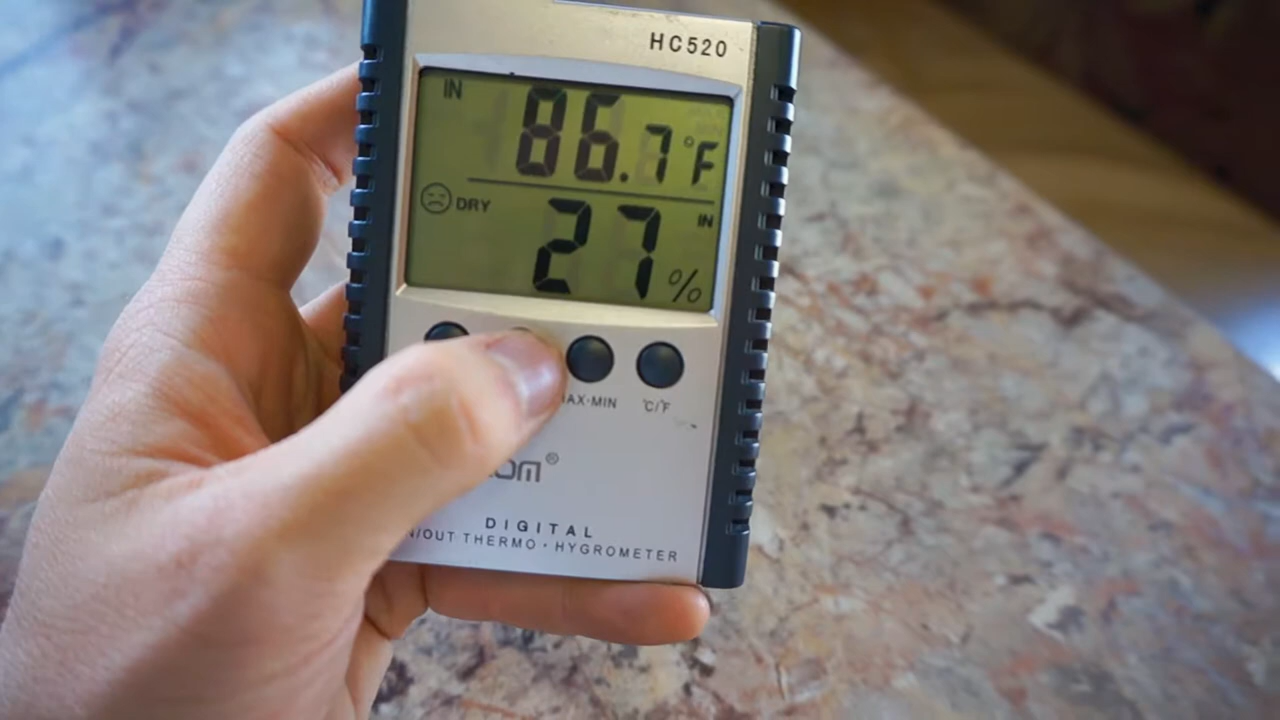 HC520
IN
86.7 °F
DRY
27 % IN
MAX·MIN °C/°F
DIGITAL
IN/OUT THERMO · HYGROMETER